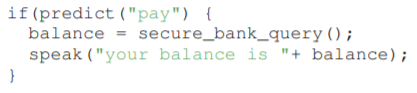 if(predict("pay") {
  balance = secure_bank_query();
  speak("your balance is "+ balance);
}